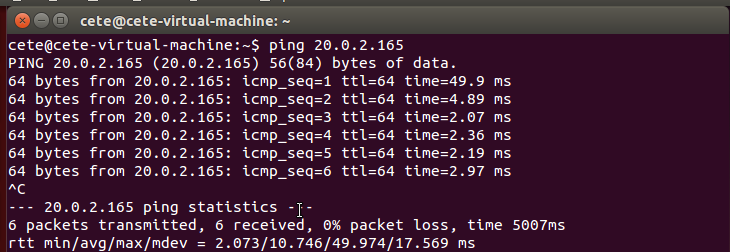 cete@cete-virtual-machine: ~
cete@cete-virtual-machine:~$ ping 20.0.2.165
PING 20.0.2.165 (20.0.2.165) 56(84) bytes of data.
64 bytes from 20.0.2.165: icmp_seq=1 ttl=64 time=49.9 ms
64 bytes from 20.0.2.165: icmp_seq=2 ttl=64 time=4.89 ms
64 bytes from 20.0.2.165: icmp_seq=3 ttl=64 time=2.07 ms
64 bytes from 20.0.2.165: icmp_seq=4 ttl=64 time=2.36 ms
64 bytes from 20.0.2.165: icmp_seq=5 ttl=64 time=2.19 ms
64 bytes from 20.0.2.165: icmp_seq=6 ttl=64 time=2.97 ms
^C
--- 20.0.2.165 ping statistics ---
6 packets transmitted, 6 received, 0% packet loss, time 5007ms
rtt min/avg/max/mdev = 2.073/10.746/49.974/17.569 ms